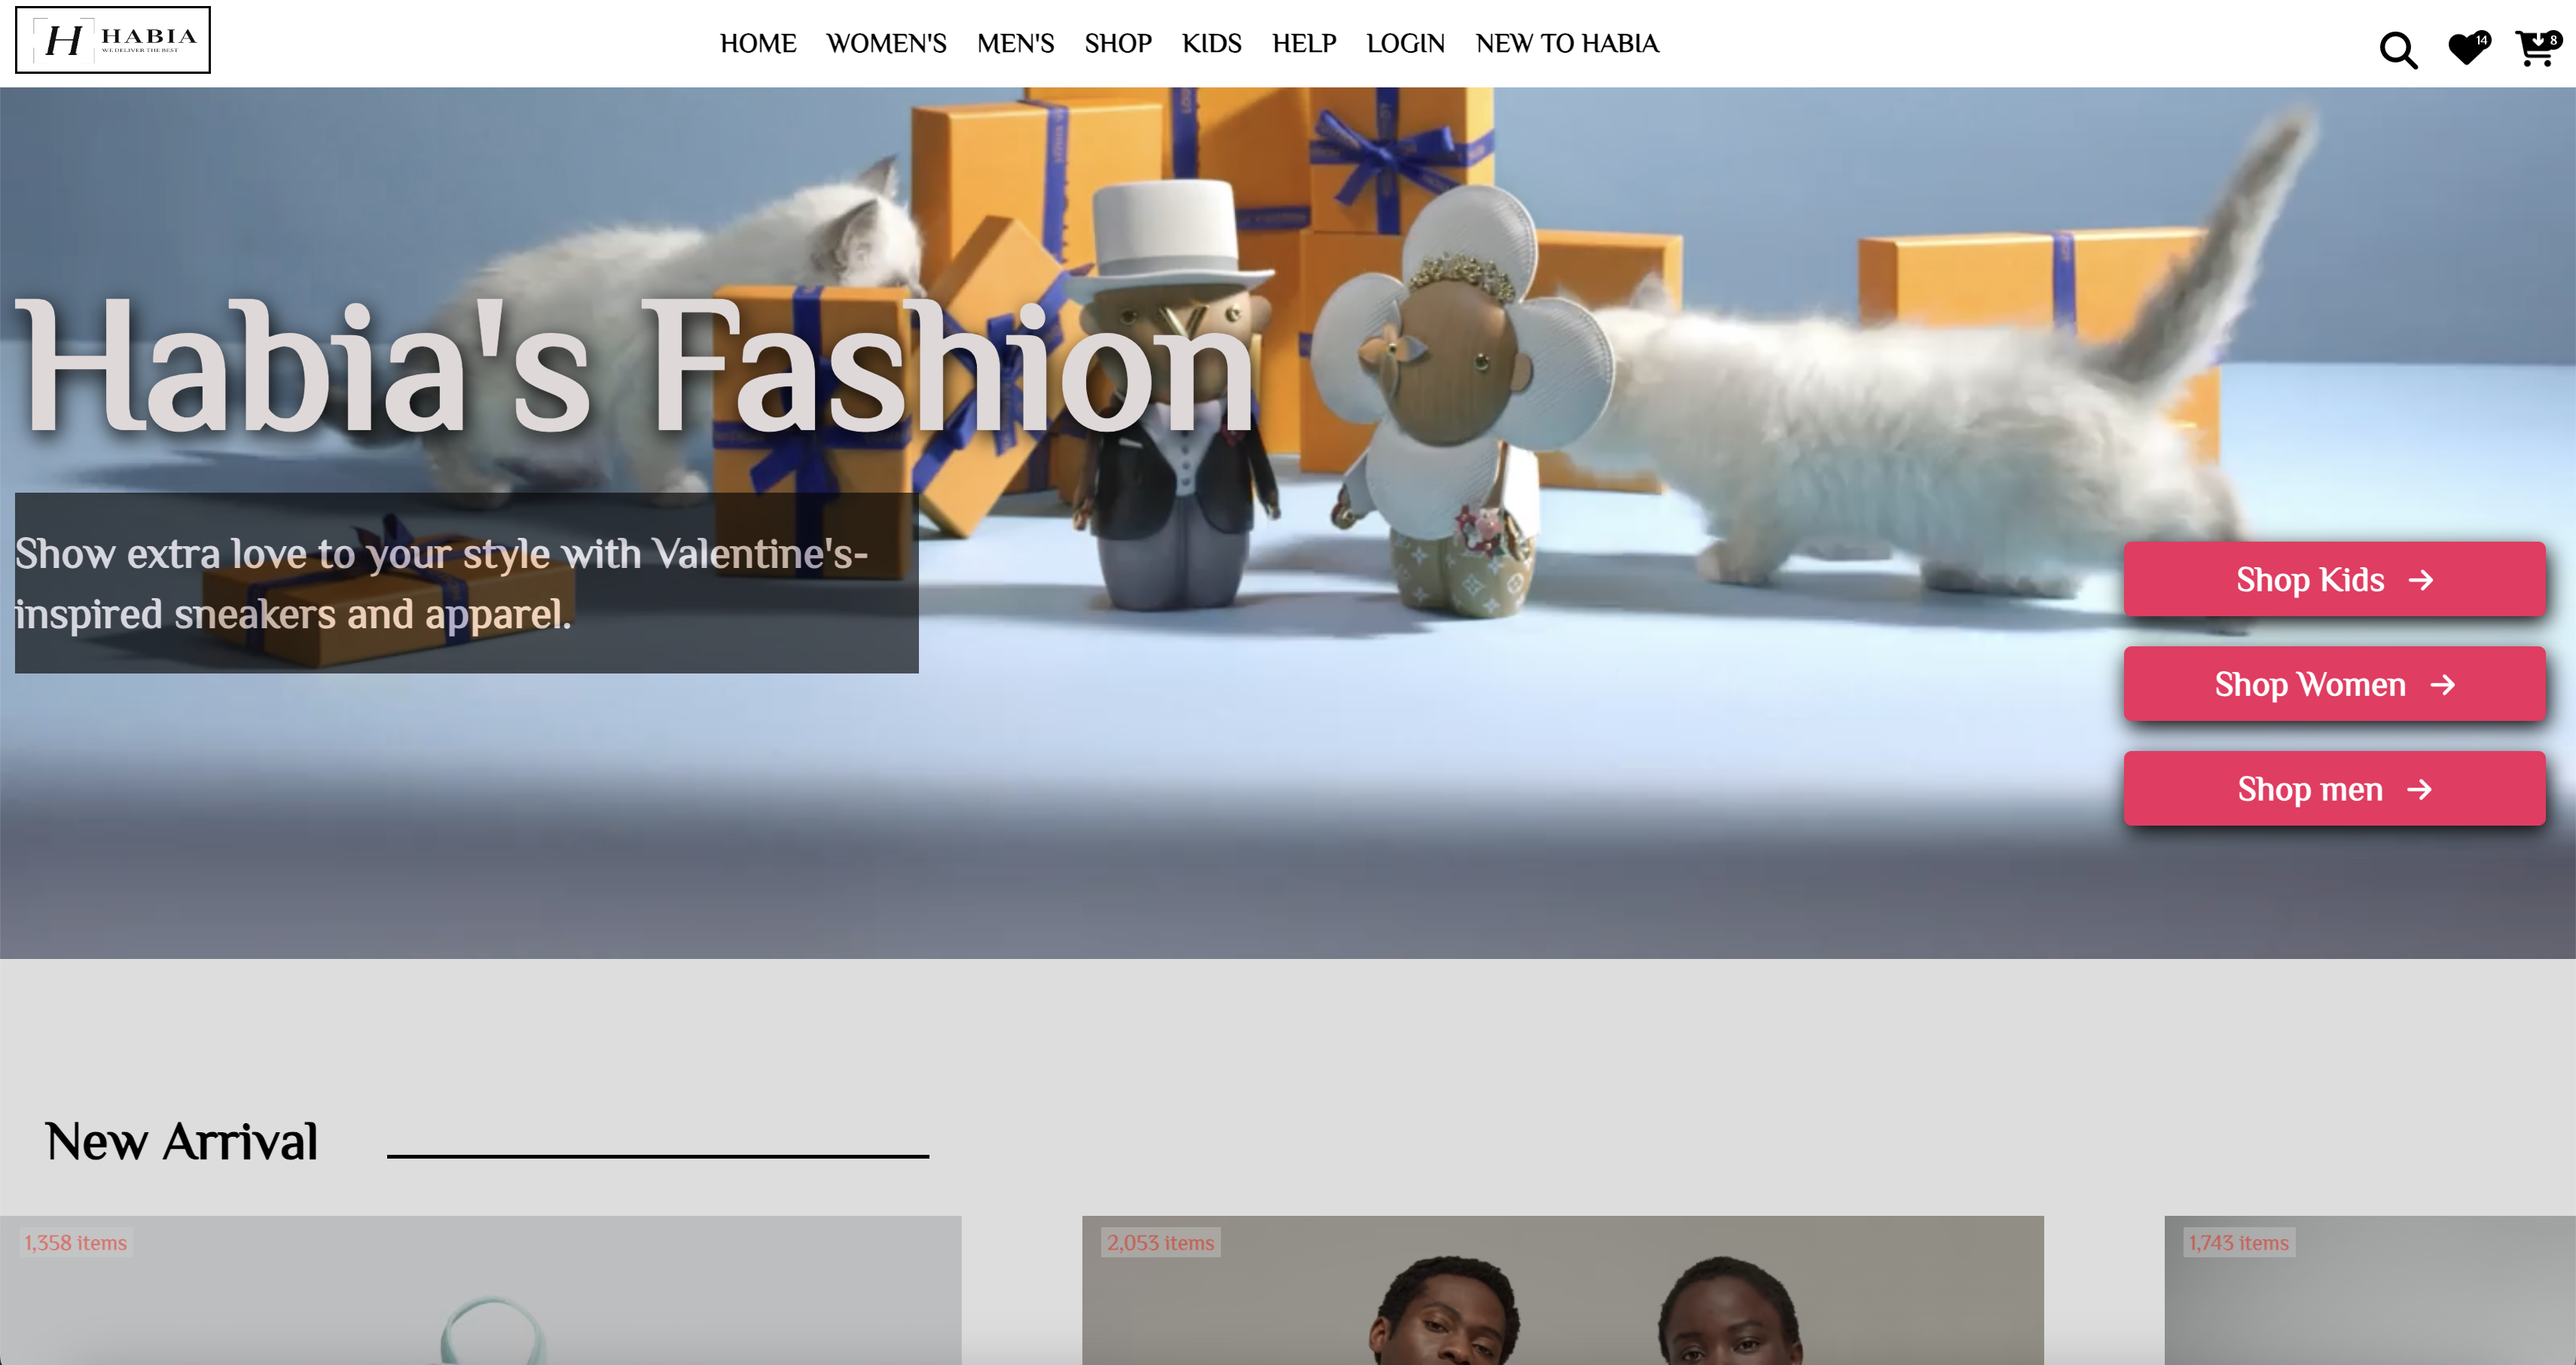 H HABIA
WE DELIVER THE BEST
HOME WOMEN'S MEN'S SHOP KIDS HELP LOGIN NEW TO HABIA
14
8
Habia's Fashion
Show extra love to your style with Valentine's-
inspired sneakers and apparel.
Shop Kids →
Shop Women →
Shop men →
New Arrival
1,358 items
2,053 items
1,743 items